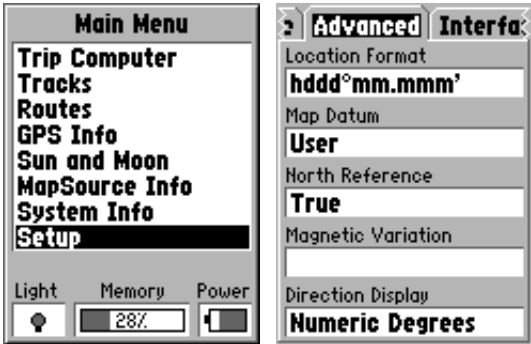 Main Menu
Trip Computer
Tracks
Routes
GPS Info
Sun and Moon
MapSource Info
System Info
Setup
Light Memory Power
28%
Advanced
Location Format
hddd°mm.mmm'
Map Datum
User
North Reference
True
Magnetic Variation
Direction Display
Numeric Degrees